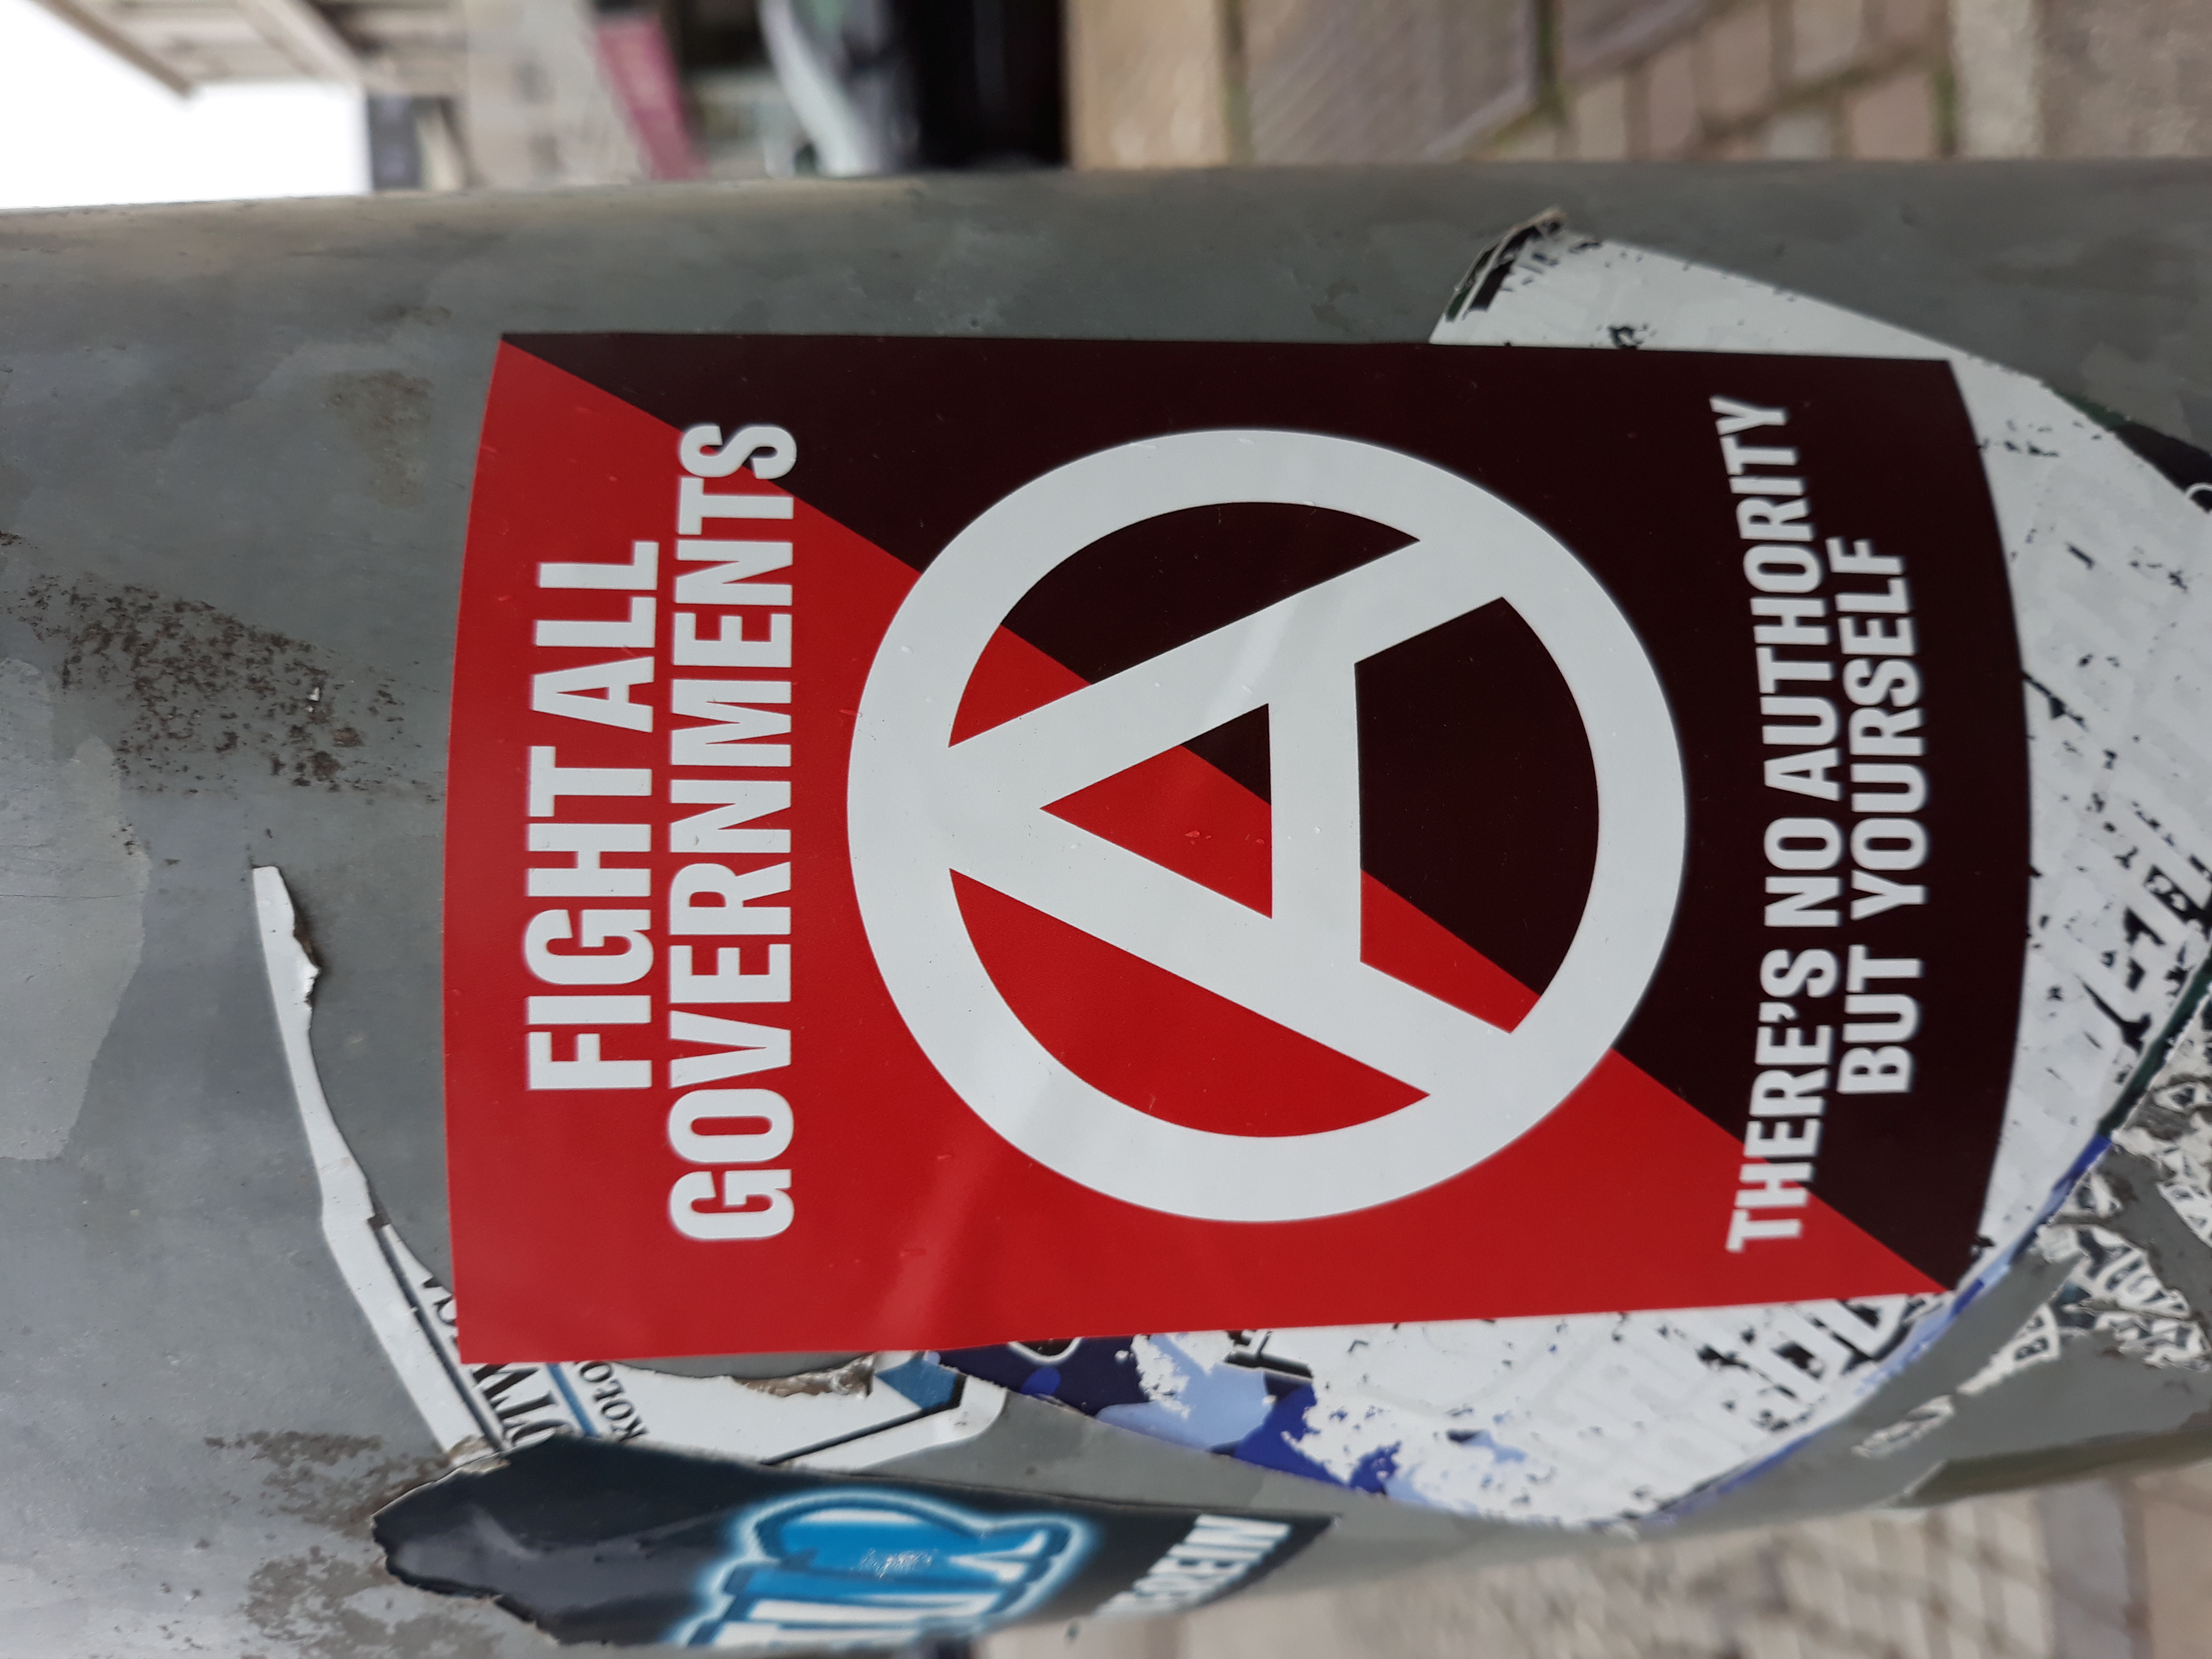 FIGHT ALL
GOVERNMENTS
THERE'S NO AUTHORITY
BUT YOURSELF